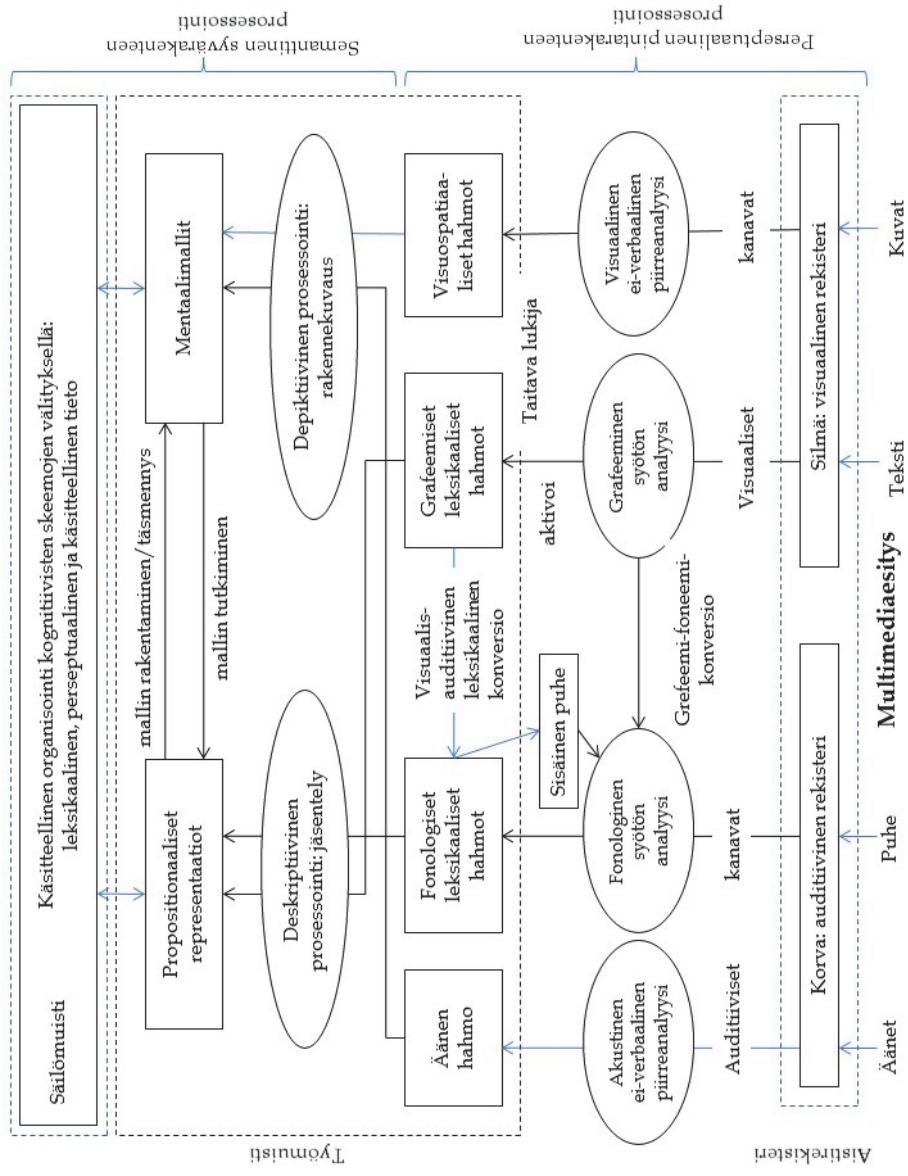 Säilömuisti
Käsitteellinen organisointi kognitiivisten skemojen välityksellä:
leksikaalinen, perseptuaalinen ja käsitteellinen tieto
Semanttinen syvärakenteen
prosessointi
Työmuisti
Propositionaaliset
representaatiot
mallin rakentaminen/täsmennys
mallin tutkiminen
Mentaalimallit
Deskriptiivinen
prosessointi: jäsentely
Depiktiivinen prosessointi:
rakennekuvaus
Äänen
hahmo
Fonologiset
leksikaaliset
hahmot
Visuaalis-
auditiivinen
leksikaalinen
konversio
Grafeemiset
leksikaaliset
hahmot
Visuospatiaa-
liset hahmot
Perseptuaalinen pintarakenteen
prosessointi
Sisäinen puhe
aktivoi
Taitava lukija
Akustinen
ei-verbaalinen
piirreanalyysi
Fonologinen
syötön
analyysi
Grefeemi-foneemi-
konversio
Grafeeminen
syötön
analyysi
Visuaalinen
ei-verbaalinen
piirreanalyysi
Auditiiviset
kanavat
Visuaaliset
kanavat
Aistirekisteri
Korva: auditiivinen rekisteri
Silmä: visuaalinen rekisteri
Äänet
Puhe
Teksti
Kuvat
Multimediaesitys